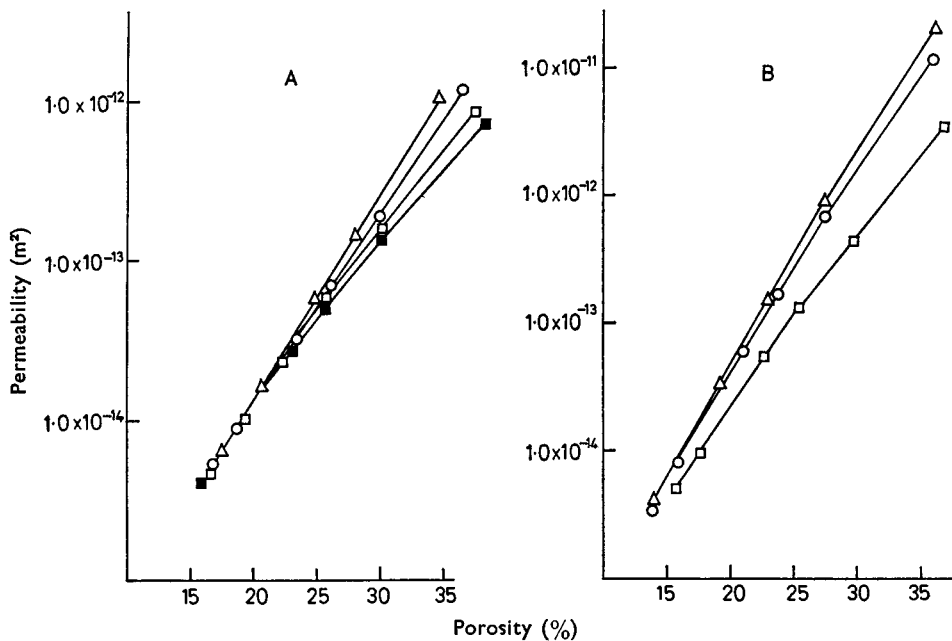 A
B
Permeability (m²)
1·0 x 10⁻¹²
1·0 x 10⁻¹³
1·0 x 10⁻¹⁴
1·0 x 10⁻¹¹
1·0 x 10⁻¹²
1·0 x 10⁻¹³
1·0 x 10⁻¹⁴
15 20 25 30 35
15 20 25 30 35
Porosity (%)